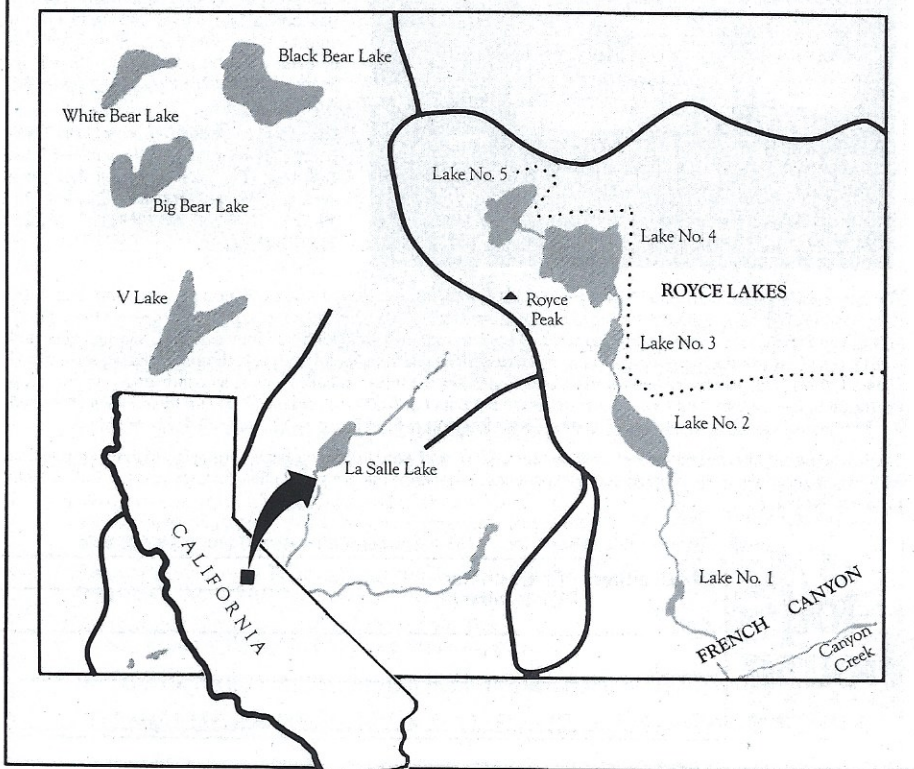 Black Bear Lake
White Bear Lake
Big Bear Lake
V Lake
Lake No. 5
Lake No. 4
ROYCE LAKES
Royce
Peak
Lake No. 3
Lake No. 2
La Salle Lake
CALIFORNIA
Lake No. 1
FRENCH CANYON
Canyon
Creek